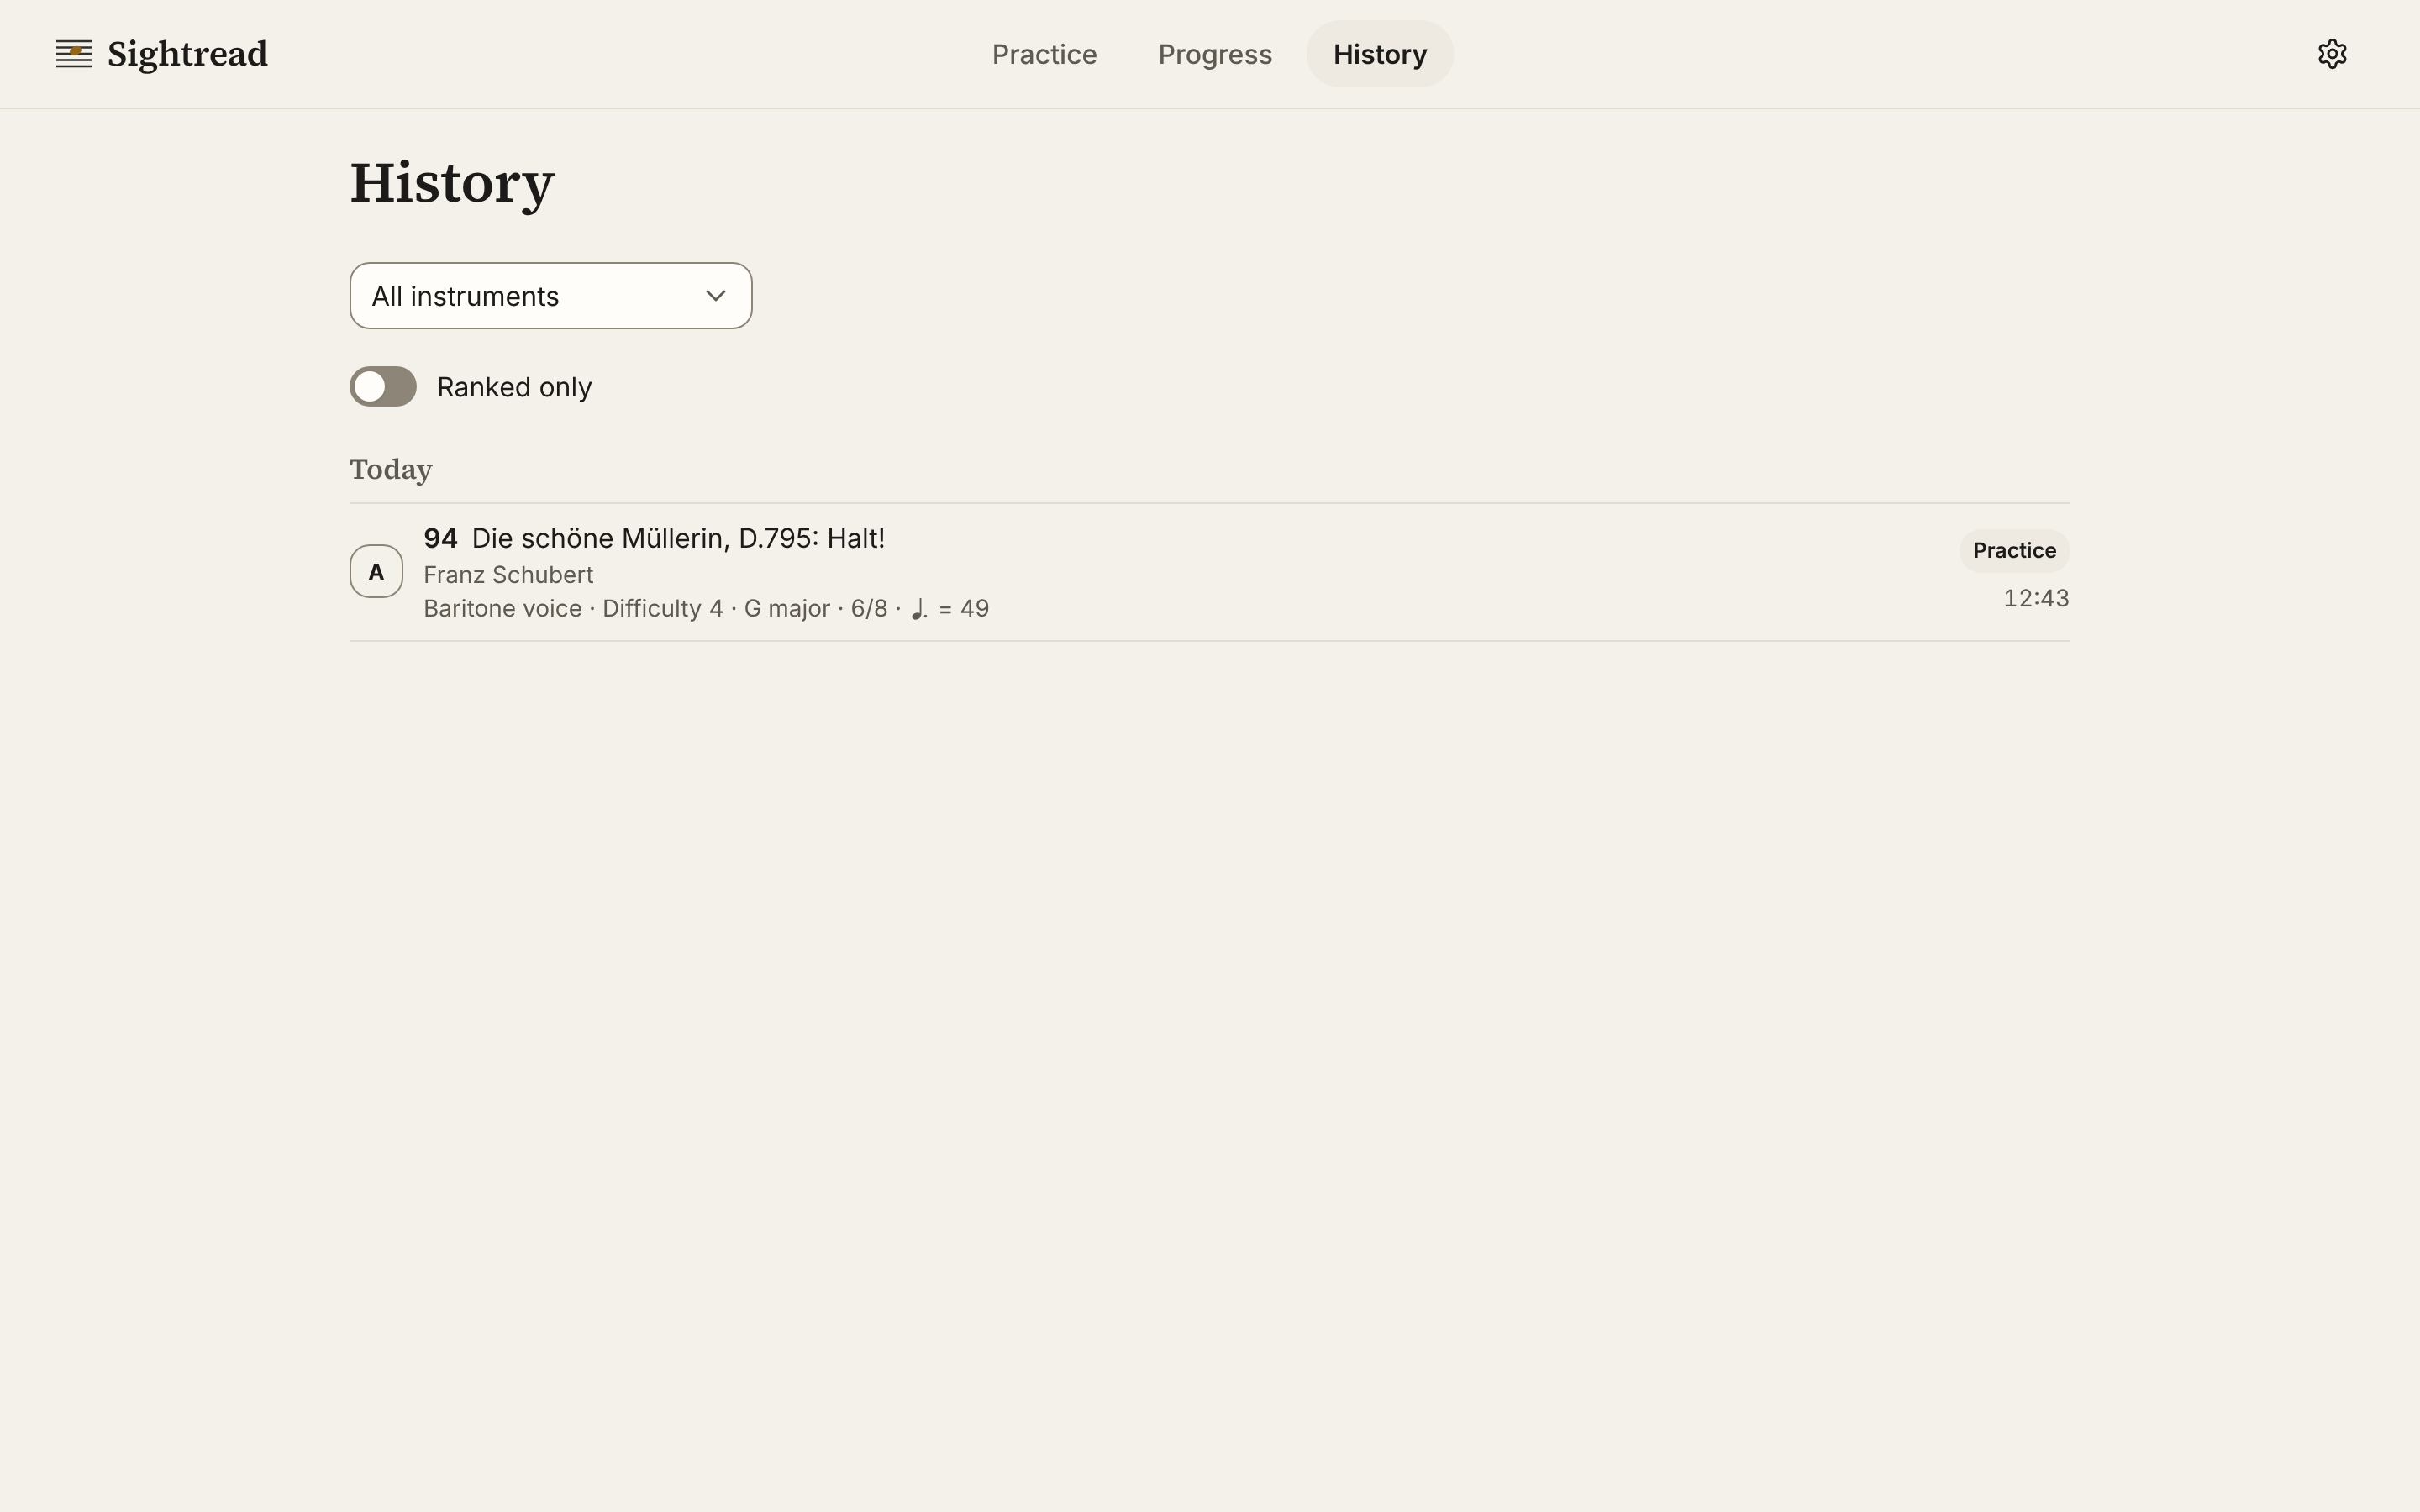 Sightread
Practice Progress History
History
All instruments
Ranked only
Today
A
94 Die schöne Müllerin, D.795: Halt!
Franz Schubert
Baritone voice · Difficulty 4 · G major · 6/8 · ♩. = 49
Practice
12:43